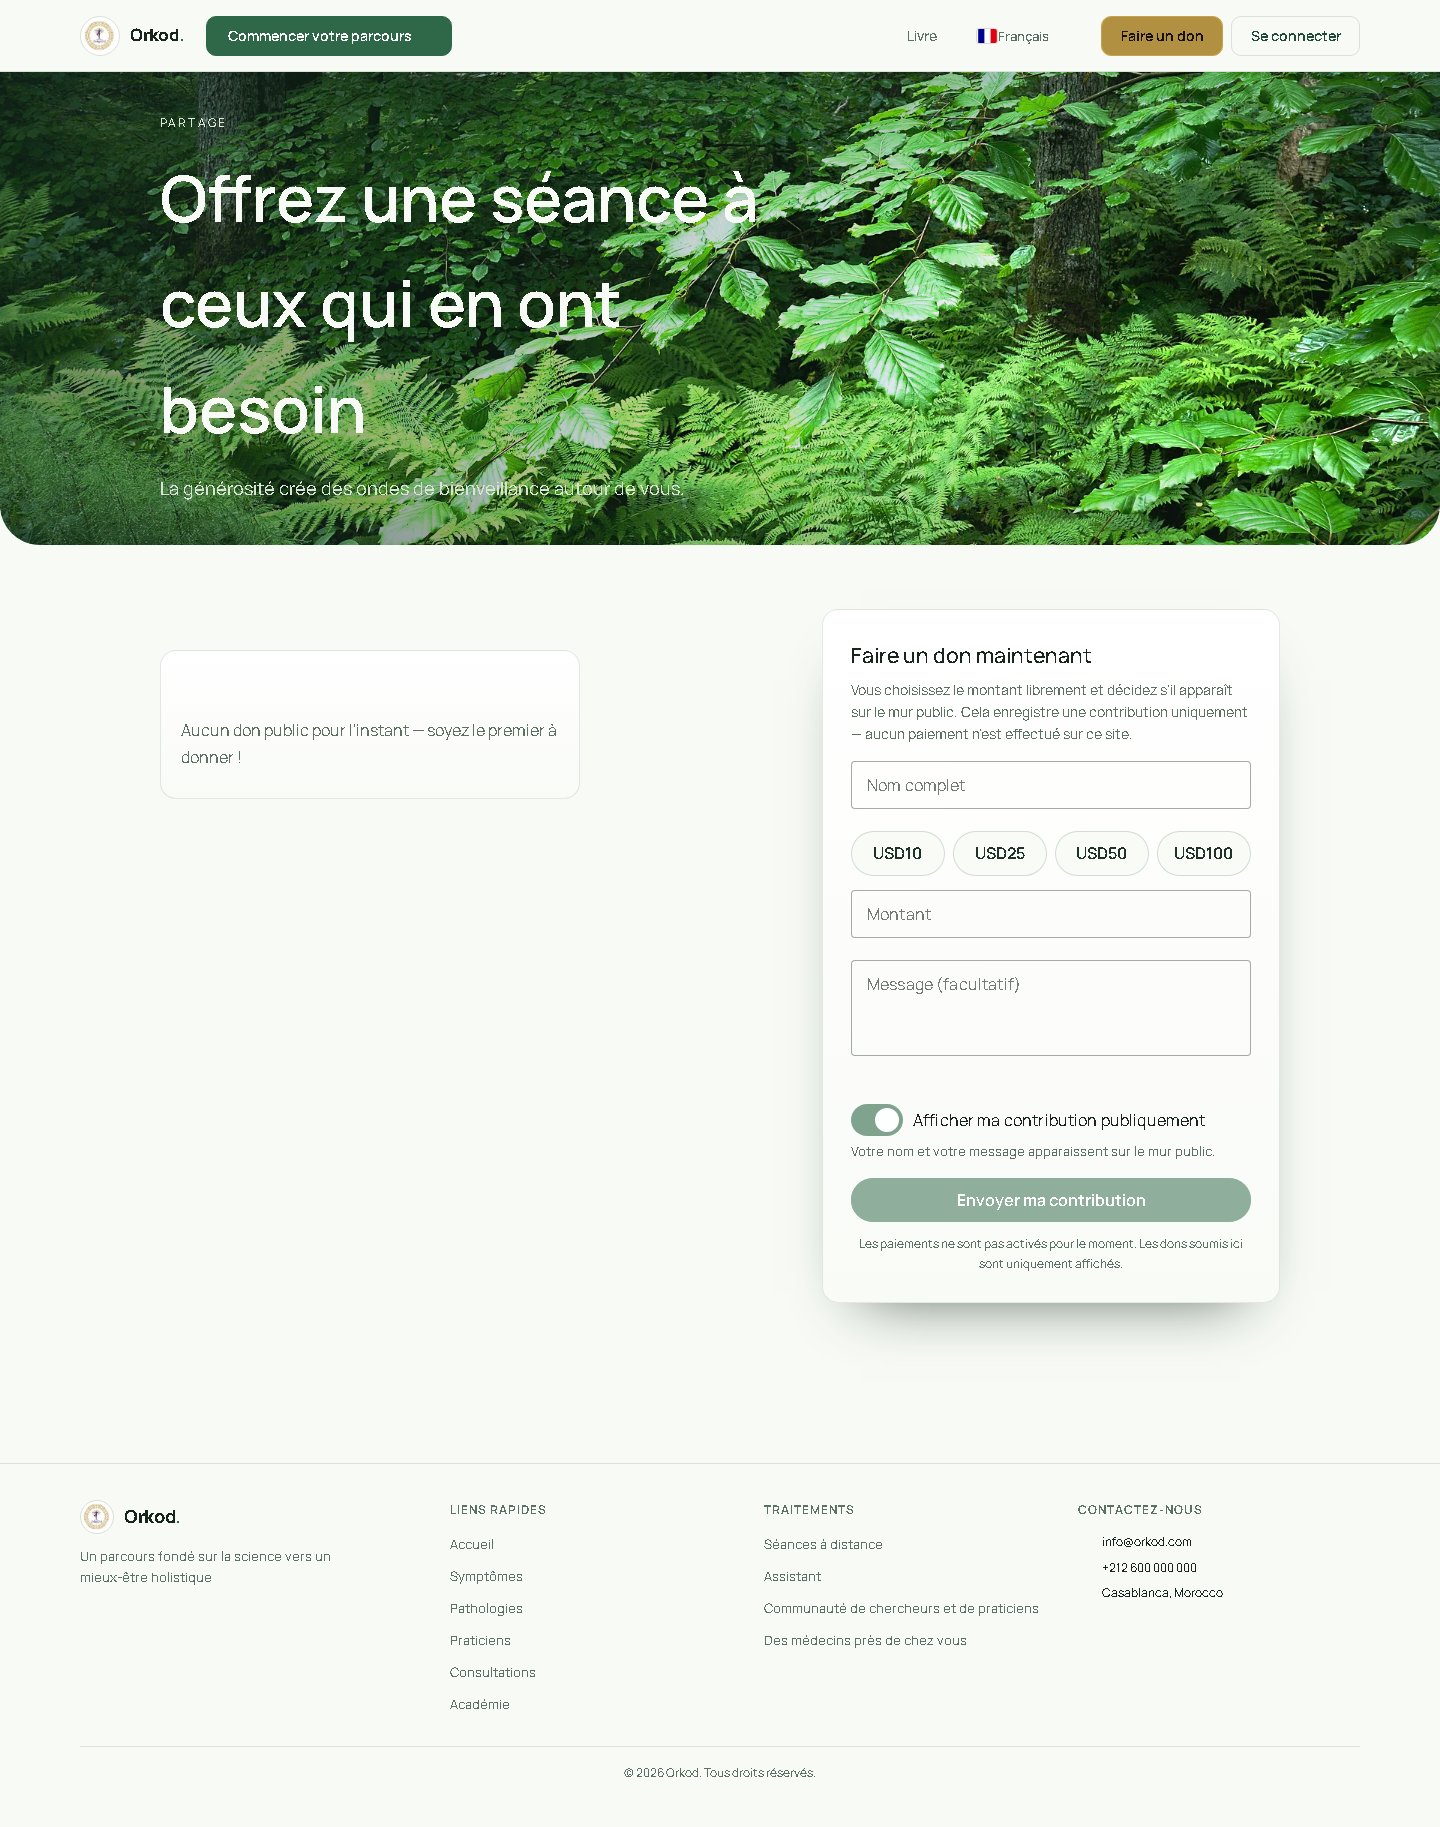 Orkod.
Commencer votre parcours
Livre
Français
Faire un don
Se connecter
PARTAGE
Offrez une séance à
ceux qui en ont
besoin
La générosité crée des ondes de bienveillance autour de vous.
Aucun don public pour l'instant — soyez le premier à
donner !
Faire un don maintenant
Vous choisissez le montant librement et décidez s'il apparaît
sur le mur public. Cela enregistre une contribution uniquement
— aucun paiement n'est effectué sur ce site.
Nom complet
USD10
USD25
USD50
USD100
Montant
Message (facultatif)
Afficher ma contribution publiquement
Votre nom et votre message apparaissent sur le mur public.
Envoyer ma contribution
Les paiements ne sont pas activés pour le moment. Les dons soumis ici
sont uniquement affichés.
Orkod.
Un parcours fondé sur la science vers un
mieux-être holistique
LIENS RAPIDES
Accueil
Symptômes
Pathologies
Praticiens
Consultations
Académie
TRAITEMENTS
Séances à distance
Assistant
Communauté de chercheurs et de praticiens
Des médecins près de chez vous
CONTACTEZ-NOUS
info@orkod.com
+212 600 000 000
Casablanca, Morocco
© 2026 Orkod. Tous droits réservés.